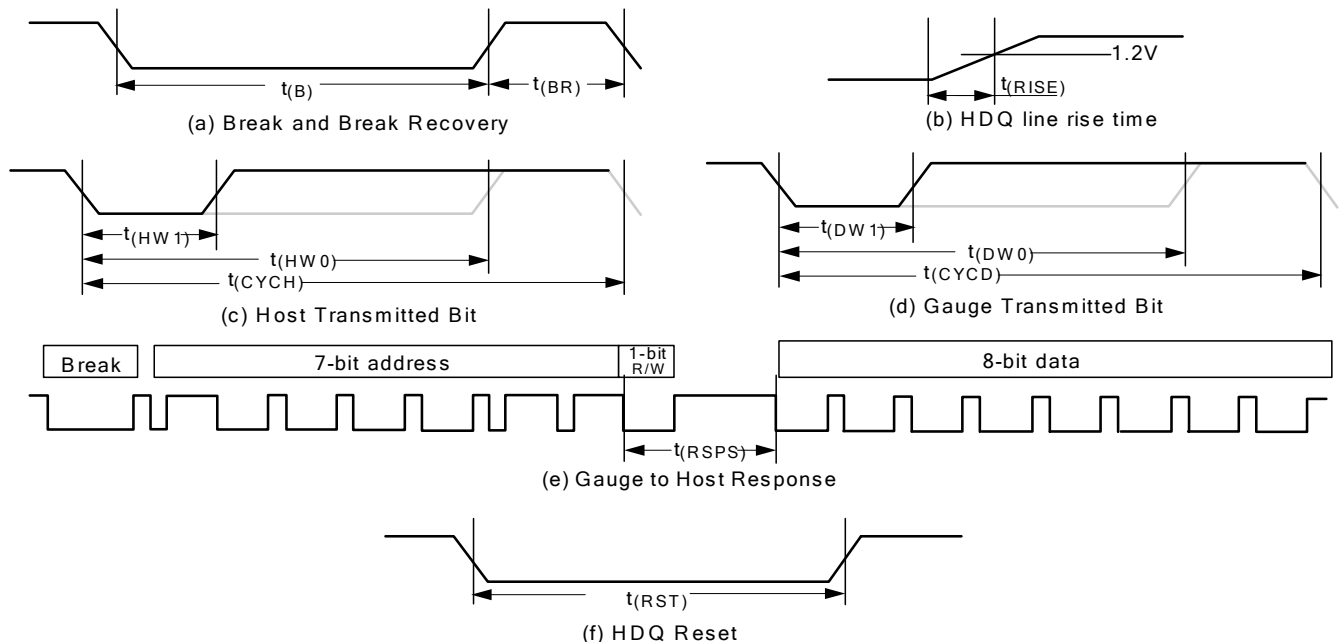 1.2V
t(B)
t(BR)
t(RISE)
(a) Break and Break Recovery
(b) HDQ line rise time
t(HW1)
t(DW1)
t(HW0)
t(DW0)
t(CYCH)
t(CYCD)
(c) Host Transmitted Bit
(d) Gauge Transmitted Bit
Break
7-bit address
1-bit
R/W
8-bit data
t(RSPS)
(e) Gauge to Host Response
t(RST)
(f) HDQ Reset